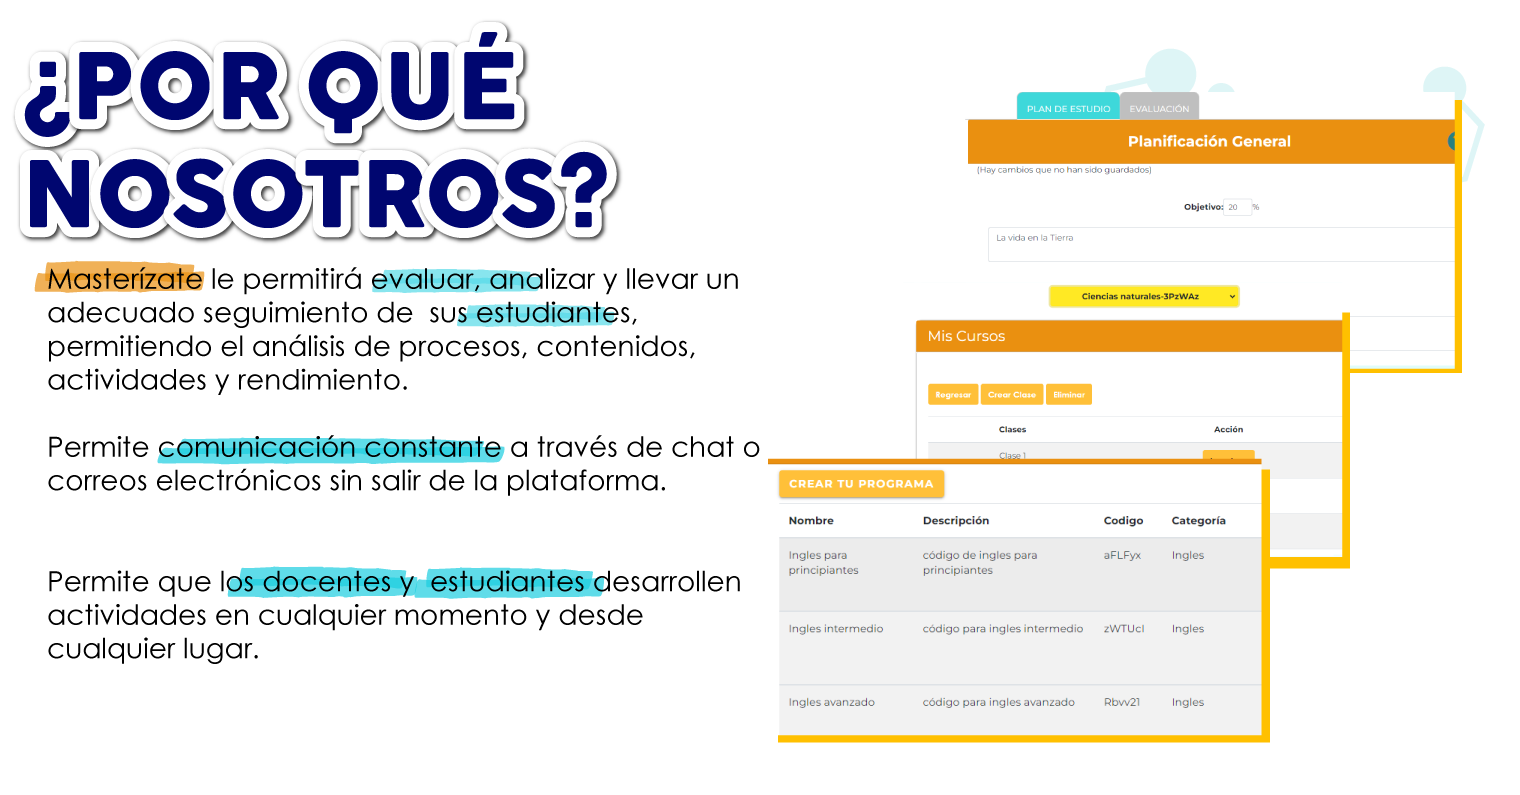 ¿POR QUÉ
NOSOTROS?
Masterízate le permitirá evaluar, analizar y llevar un
adecuado seguimiento de sus estudiantes,
permitiendo el análisis de procesos, contenidos,
actividades y rendimiento.
Permite comunicación constante a través de chat o
correos electrónicos sin salir de la plataforma.
Permite que los docentes y estudiantes desarrollen
actividades en cualquier momento y desde
cualquier lugar.
PLAN DE ESTUDIO EVALUACIÓN
Planificación General
(Hay cambios que no han sido guardados)
Objetivo: 20 %
La vida en la Tierra
Ciencias naturales-3PzWAz
Mis Cursos
Regresar Crear Clase Eliminar
Clases Acción
Clase 1
CREAR TU PROGRAMA
Nombre Descripción Codigo Categoría
Ingles para código de ingles para aFLFyx Ingles
principiantes principiantes
Ingles intermedio código para ingles intermedio zWTUcI Ingles
Ingles avanzado código para ingles avanzado Rbvv21 Ingles